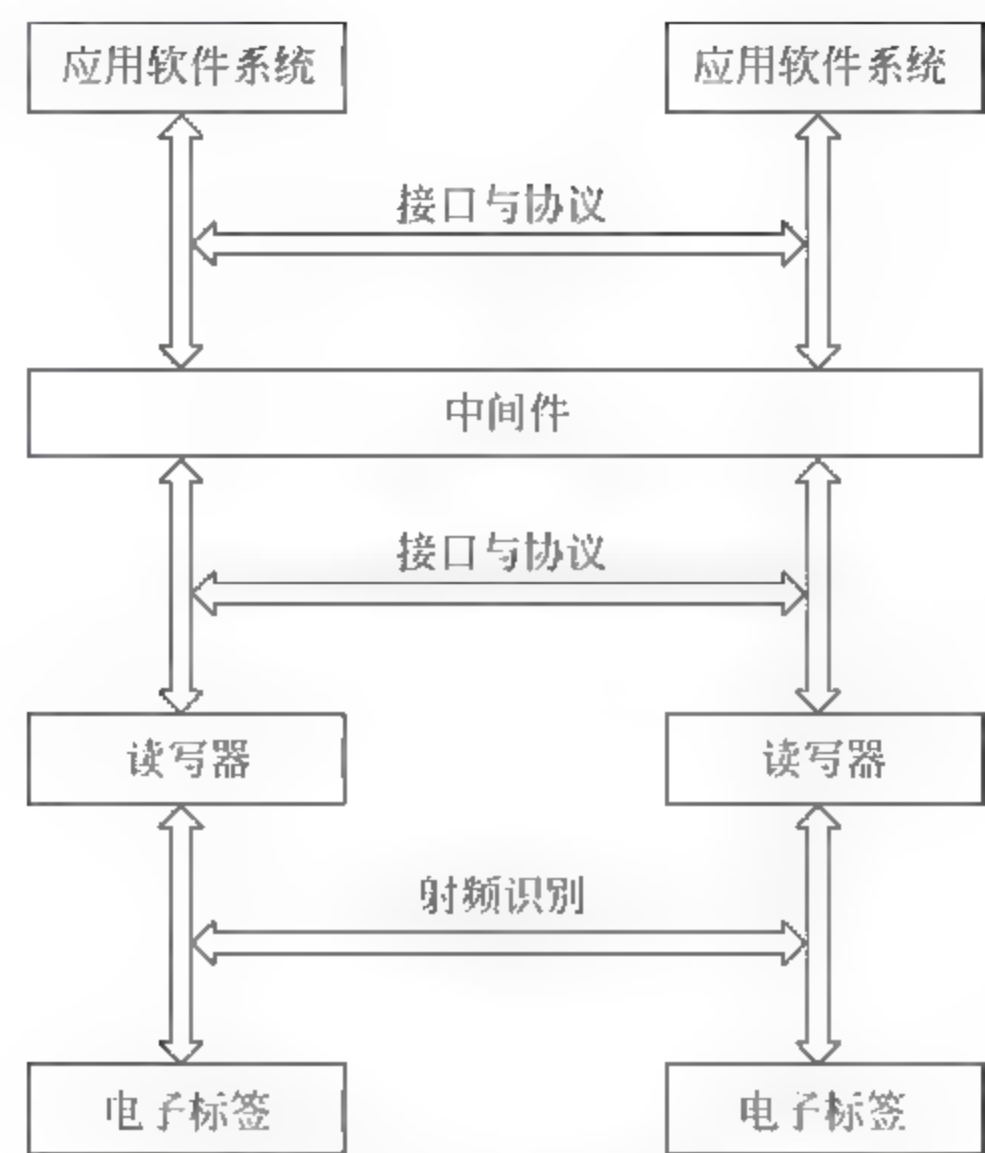 应用软件系统 应用软件系统
接口与协议
中间件
接口与协议
读写器 读写器
射频识别
电子标签 电子标签